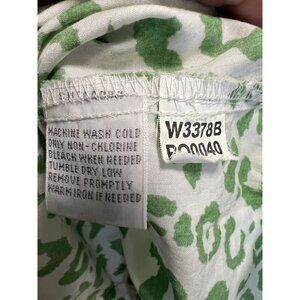 MACHINE WASH COLD
ONLY NON-CHLORINE
BLEACH WHEN NEEDED
TUMBLE DRY LOW
REMOVE PROMPTLY
WARM IRON IF NEEDED
W3378B
PO0040